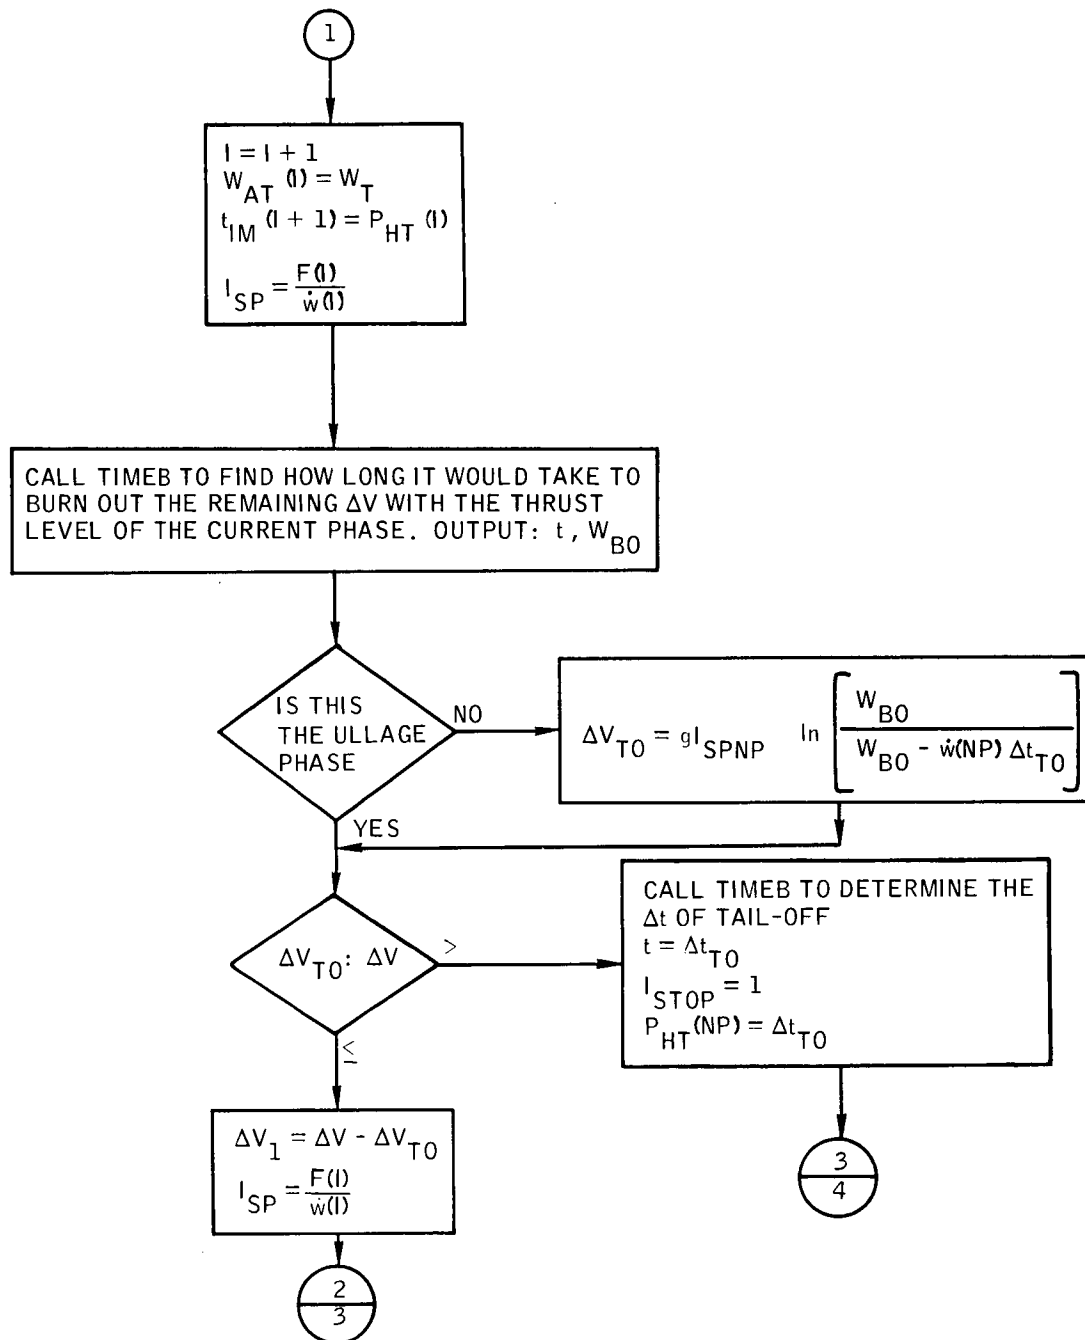 1
I = I + 1
W_AT (I) = W_T
t_IM (I + 1) = P_HT (I)
I_SP = F(I) / ẇ(I)
CALL TIMEB TO FIND HOW LONG IT WOULD TAKE TO
BURN OUT THE REMAINING ΔV WITH THE THRUST
LEVEL OF THE CURRENT PHASE. OUTPUT: t, W_BO
IS THIS
THE ULLAGE
PHASE
NO
ΔV_TO = gI_SPNP ln [ W_BO / W_BO - ẇ(NP) Δt_TO ]
YES
ΔV_TO: ΔV
>
≤
CALL TIMEB TO DETERMINE THE
Δt OF TAIL-OFF
t = Δt_TO
I_STOP = 1
P_HT (NP) = Δt_TO
ΔV_1 = ΔV - ΔV_TO
I_SP = F(I) / ẇ(I)
3
4
2
3